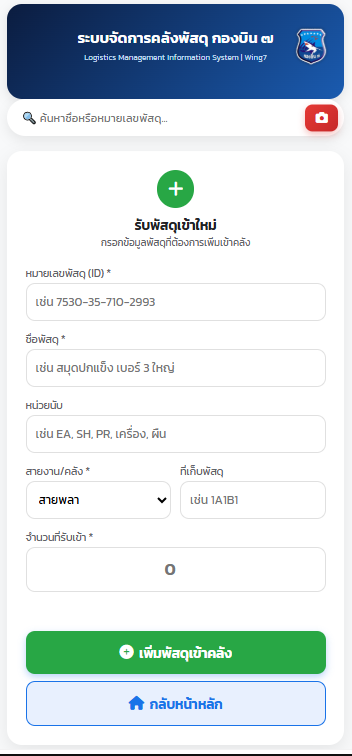 ระบบจัดการคลังพัสดุ กองบิน ๗
Logistics Management Information System | Wing7
ค้นหาชื่อหรือหมายเลขพัสดุ...
รับพัสดุเข้าใหม่
กรอกข้อมูลพัสดุที่ต้องการเพิ่มเข้าคลัง
หมายเลขพัสดุ (ID) *
เช่น 7530-35-710-2993
ชื่อพัสดุ *
เช่น สมุดปกแข็ง เบอร์ 3 ใหญ่
หน่วยนับ
เช่น EA, SH, PR, เครื่อง, ผืน
สายงาน/คลัง * ที่เก็บพัสดุ
สายพลา เช่น 1A1B1
จำนวนที่รับเข้า *
0
เพิ่มพัสดุเข้าคลัง
กลับหน้าหลัก